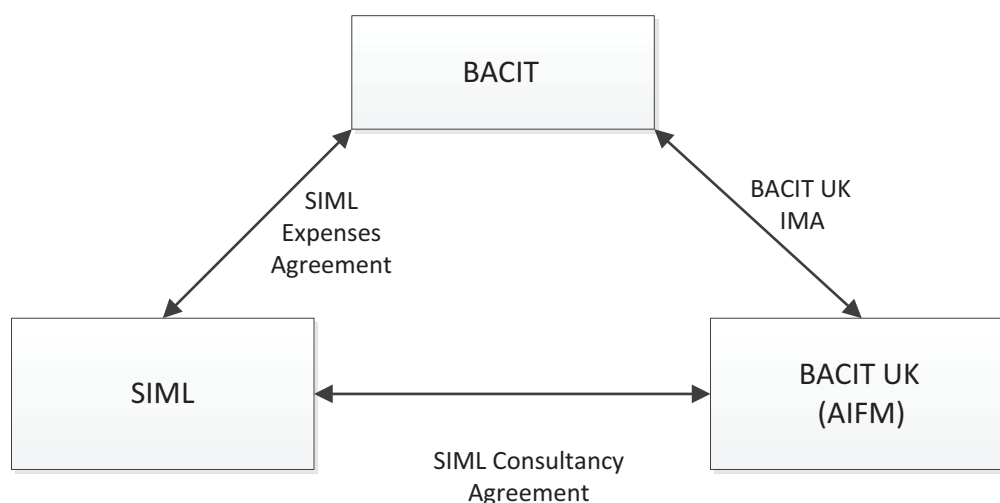 BACIT
SIML
Expenses
Agreement
BACIT UK
IMA
SIML
BACIT UK
(AIFM)
SIML Consultancy
Agreement